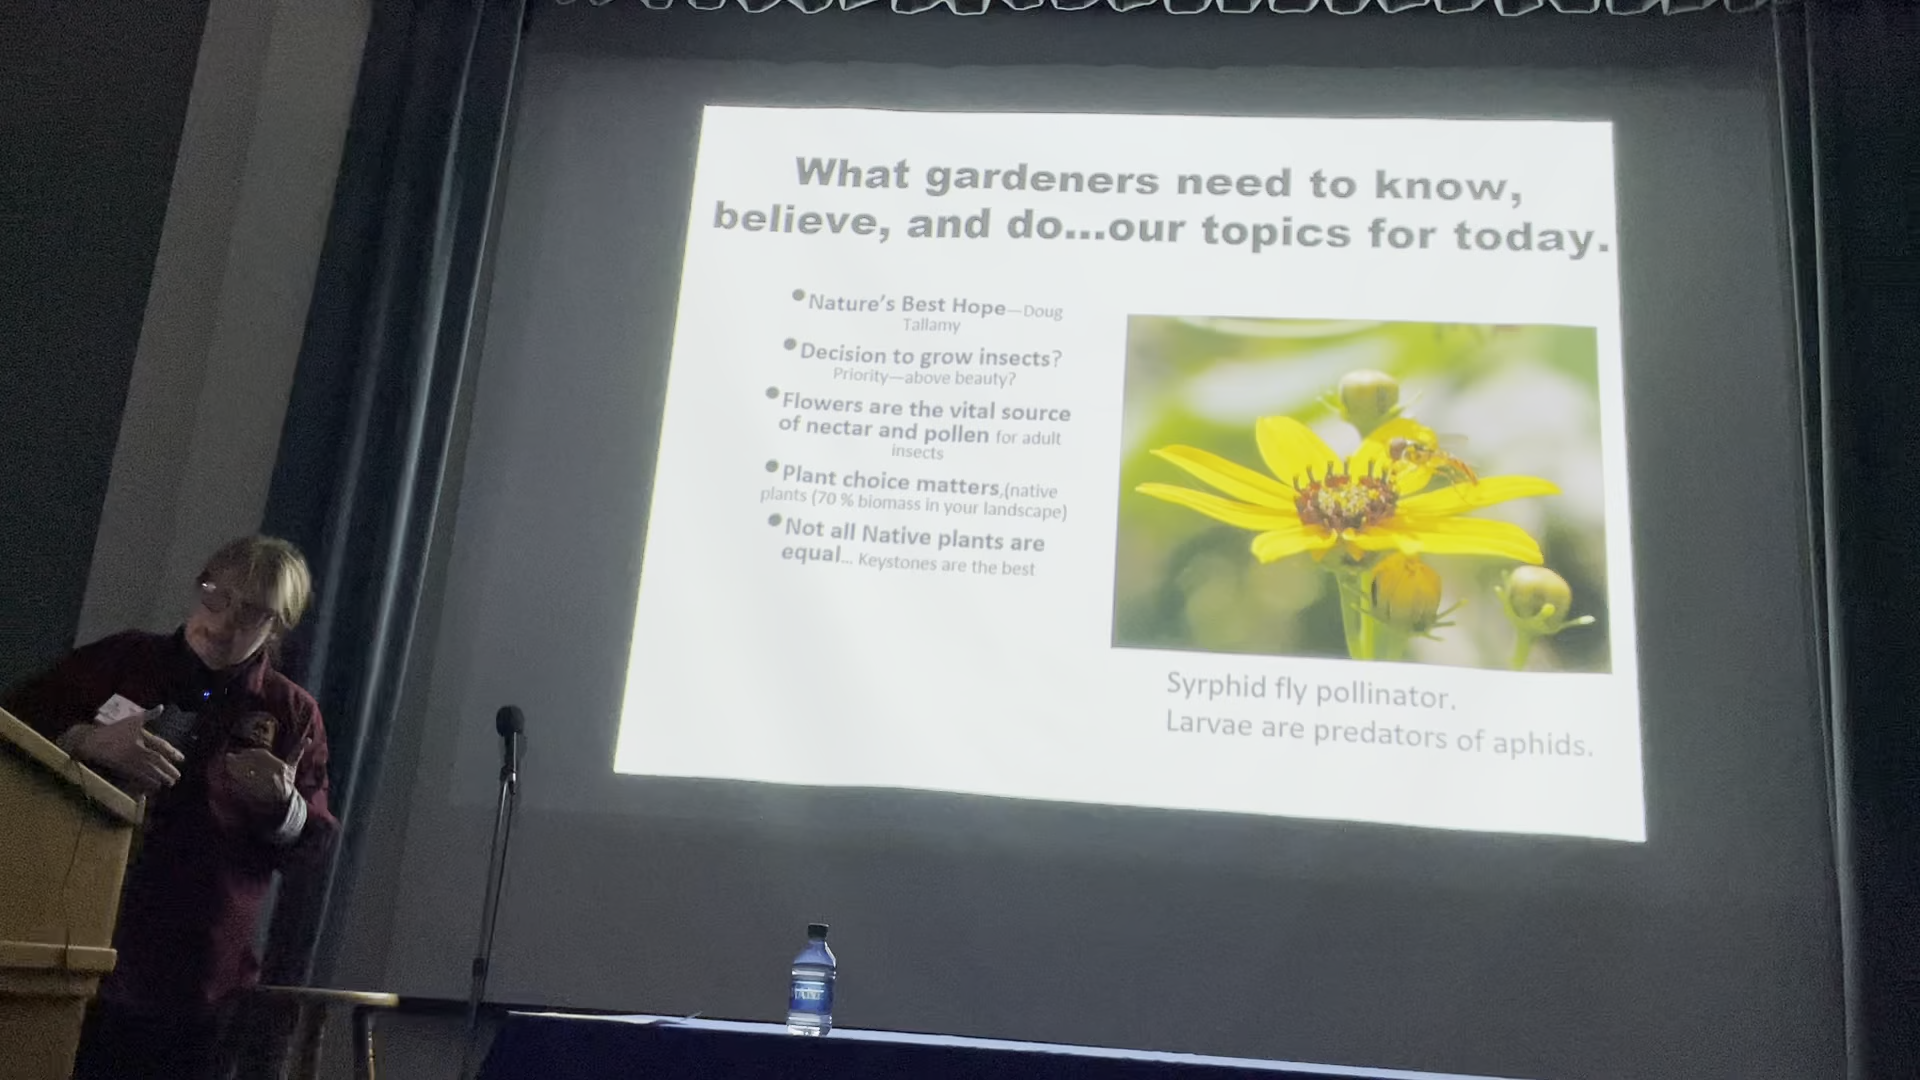 What gardeners need to know,
believe, and do...our topics for today.
•Nature's Best Hope—Doug
Tallamy
•Decision to grow insects?
Priority—above beauty?
•Flowers are the vital source
of nectar and pollen for adult
insects
•Plant choice matters,(native
plants (70 % biomass in your landscape)
•Not all Native plants are
equal... Keystones are the best
Syrphid fly pollinator.
Larvae are predators of aphids.